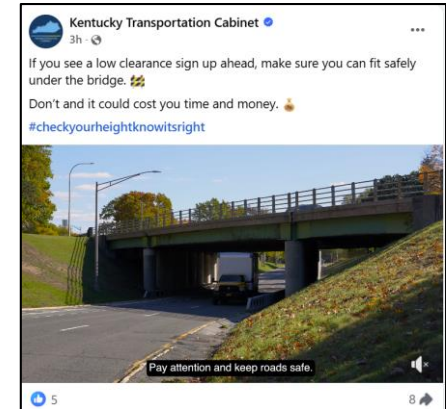 Kentucky Transportation Cabinet
3h ·
If you see a low clearance sign up ahead, make sure you can fit safely
under the bridge. 🚧
Don't and it could cost you time and money. 💰
#checkyourheightknowitsright
Pay attention and keep roads safe.
5
8